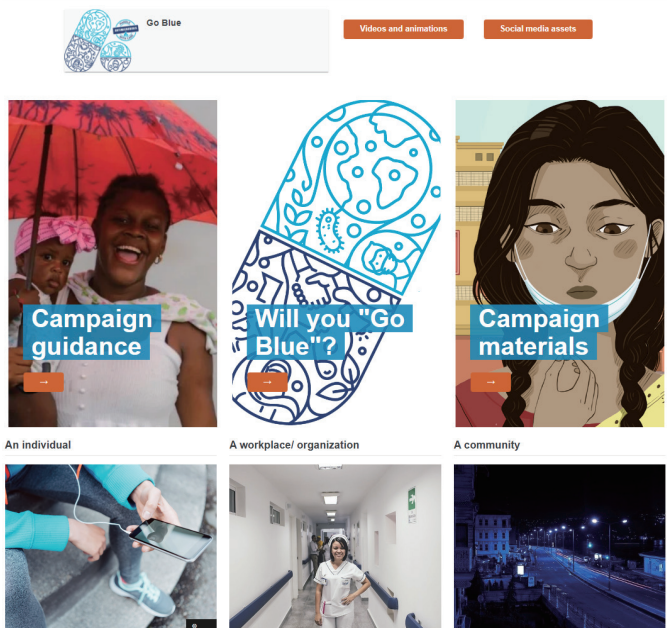 Go Blue
Videos and animations
Social media assets
Campaign
guidance
→
Will you "Go
Blue"?
→
Campaign
materials
→
An individual
A workplace/ organization
A community